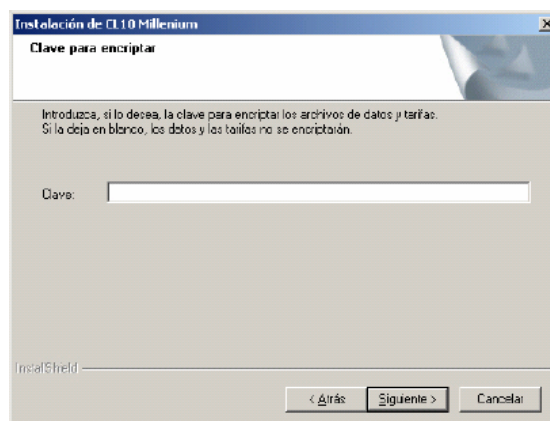 Instalación de CL10 Millenium
Clave para encriptar
Introduzca, si lo desea, la clave para encriptar los archivos de datos y tarifas.
Si la deja en blanco, los datos y las tarifas no se encriptarán.
Clave:
InstallShield
< Atrás
Siguiente >
Cancelar